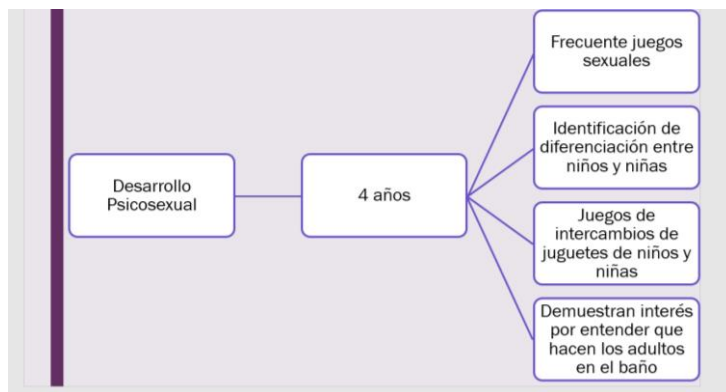 Desarrollo
Psicosexual
4 años
Frecuente juegos
sexuales
Identificación de
diferenciación entre
niños y niñas
Juegos de
intercambios de
juguetes de niños y
niñas
Demuestran interés
por entender que
hacen los adultos
en el baño